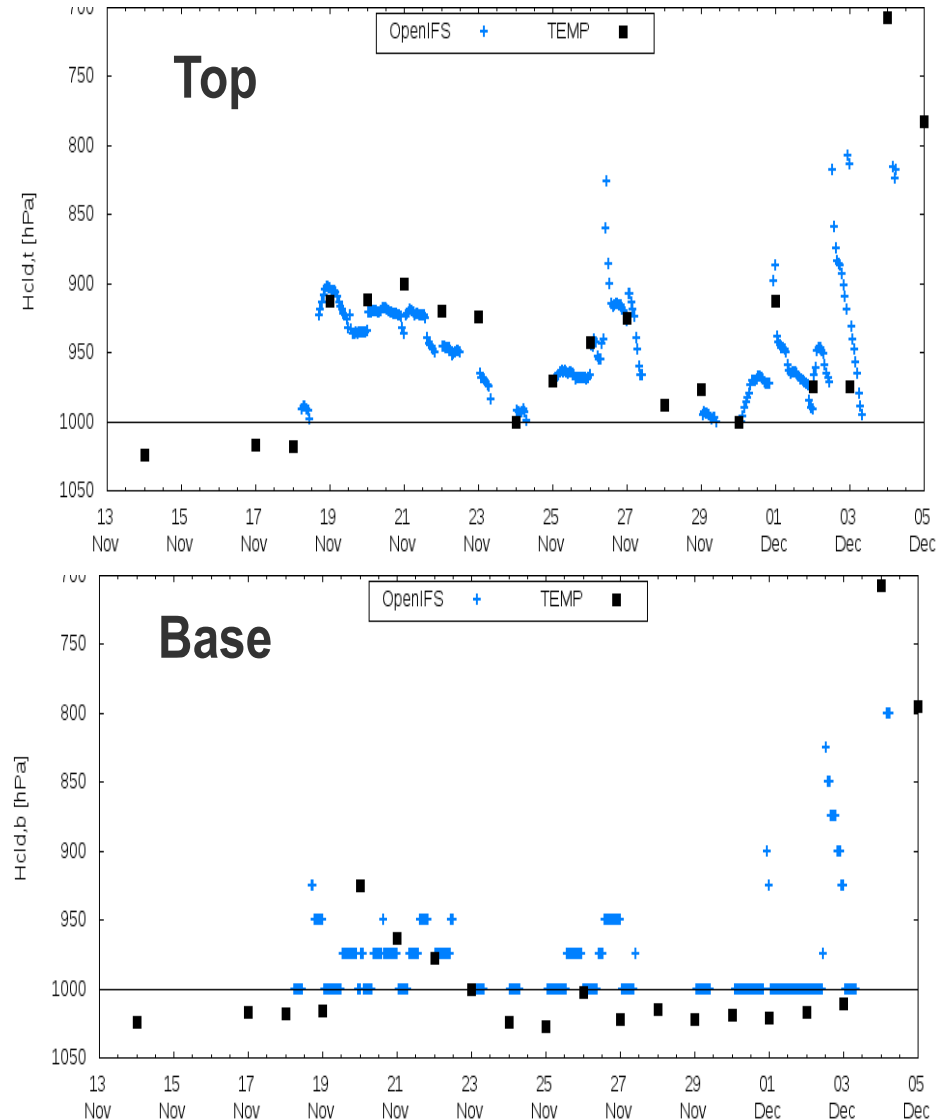 700
OpenIFS + TEMP ■
Top
750
800
850
900
950
1000
1050
Hcld,t [hPa]
13 15 17 19 21 23 25 27 29 01 03 05
Nov Nov Nov Nov Nov Nov Nov Nov Nov Dec Dec Dec
700
OpenIFS + TEMP ■
Base
750
800
850
900
950
1000
1050
Hcld,b [hPa]
13 15 17 19 21 23 25 27 29 01 03 05
Nov Nov Nov Nov Nov Nov Nov Nov Nov Dec Dec Dec